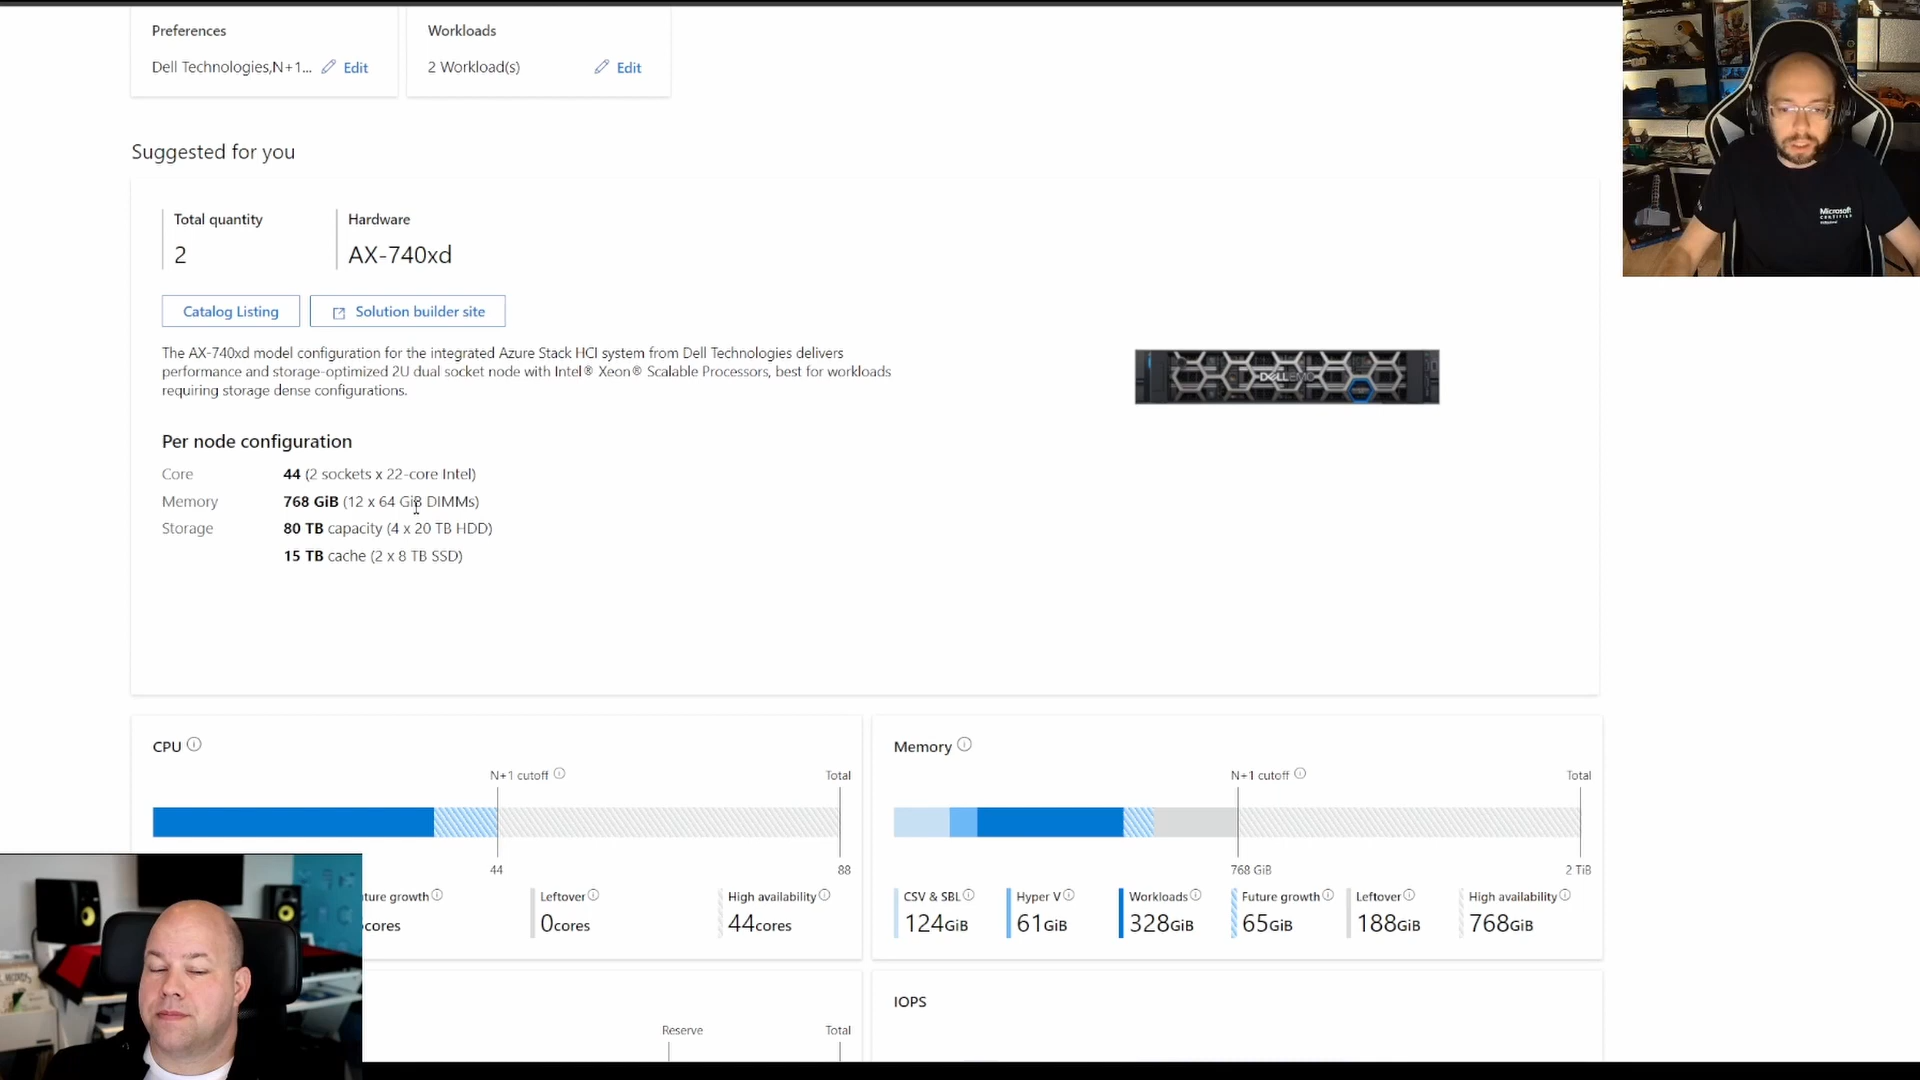 Preferences
Dell Technologies,N+1... Edit
Workloads
2 Workload(s) Edit
Suggested for you
Total quantity
2
Hardware
AX-740xd
Catalog Listing
Solution builder site
The AX-740xd model configuration for the integrated Azure Stack HCI system from Dell Technologies delivers
performance and storage-optimized 2U dual socket node with Intel® Xeon® Scalable Processors, best for workloads
requiring storage dense configurations.
DELLEMC
Per node configuration
Core 44 (2 sockets x 22-core Intel)
Memory 768 GiB (12 x 64 GiB DIMMs)
Storage 80 TB capacity (4 x 20 TB HDD)
15 TB cache (2 x 8 TB SSD)
CPU
N+1 cutoff
Total
44
88
ture growth
cores
Leftover
0cores
High availability
44cores
Memory
N+1 cutoff
Total
768 GiB
2 TiB
CSV & SBL
124GiB
Hyper V
61GiB
Workloads
328GiB
Future growth
65GiB
Leftover
188GiB
High availability
768GiB
Reserve
Total
IOPS
Microsoft
CERTIFIED